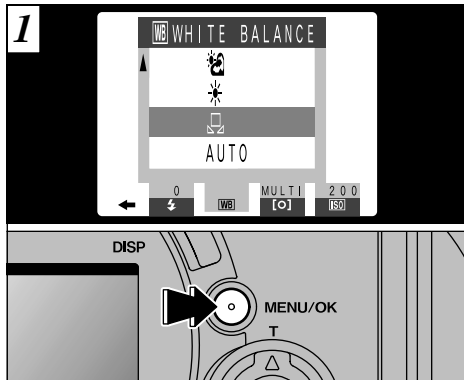 1
WB WHITE BALANCE
AUTO
0 MULTI 200
WB [O] ISO
DISP
MENU/OK
T